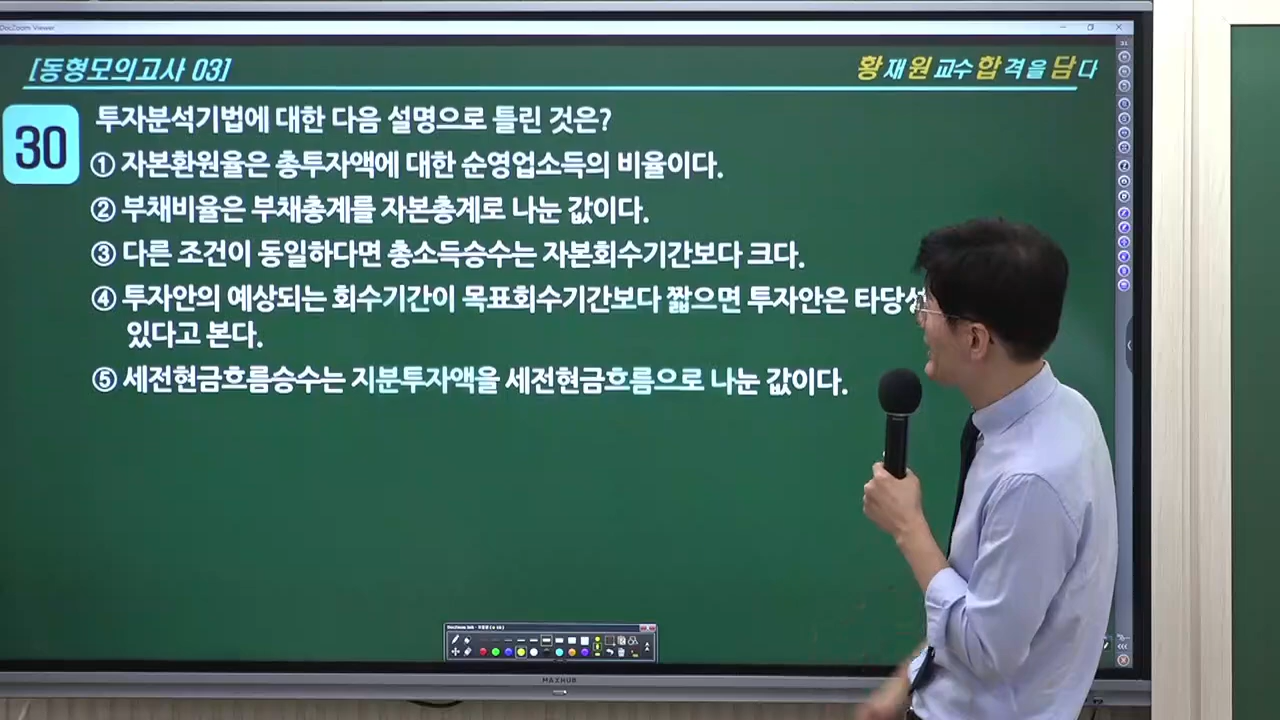 DocZoom Viewer
[동형모의고사 03]
황재원교수합격을담다
30
투자분석기법에 대한 다음 설명으로 틀린 것은?
① 자본환원율은 총투자액에 대한 순영업소득의 비율이다.
② 부채비율은 부채총계를 자본총계로 나눈 값이다.
③ 다른 조건이 동일하다면 총소득승수는 자본회수기간보다 크다.
④ 투자안의 예상되는 회수기간이 목표회수기간보다 짧으면 투자안은 타당성
있다고 본다.
⑤ 세전현금흐름승수는 지분투자액을 세전현금흐름으로 나눈 값이다.
MAXHUB